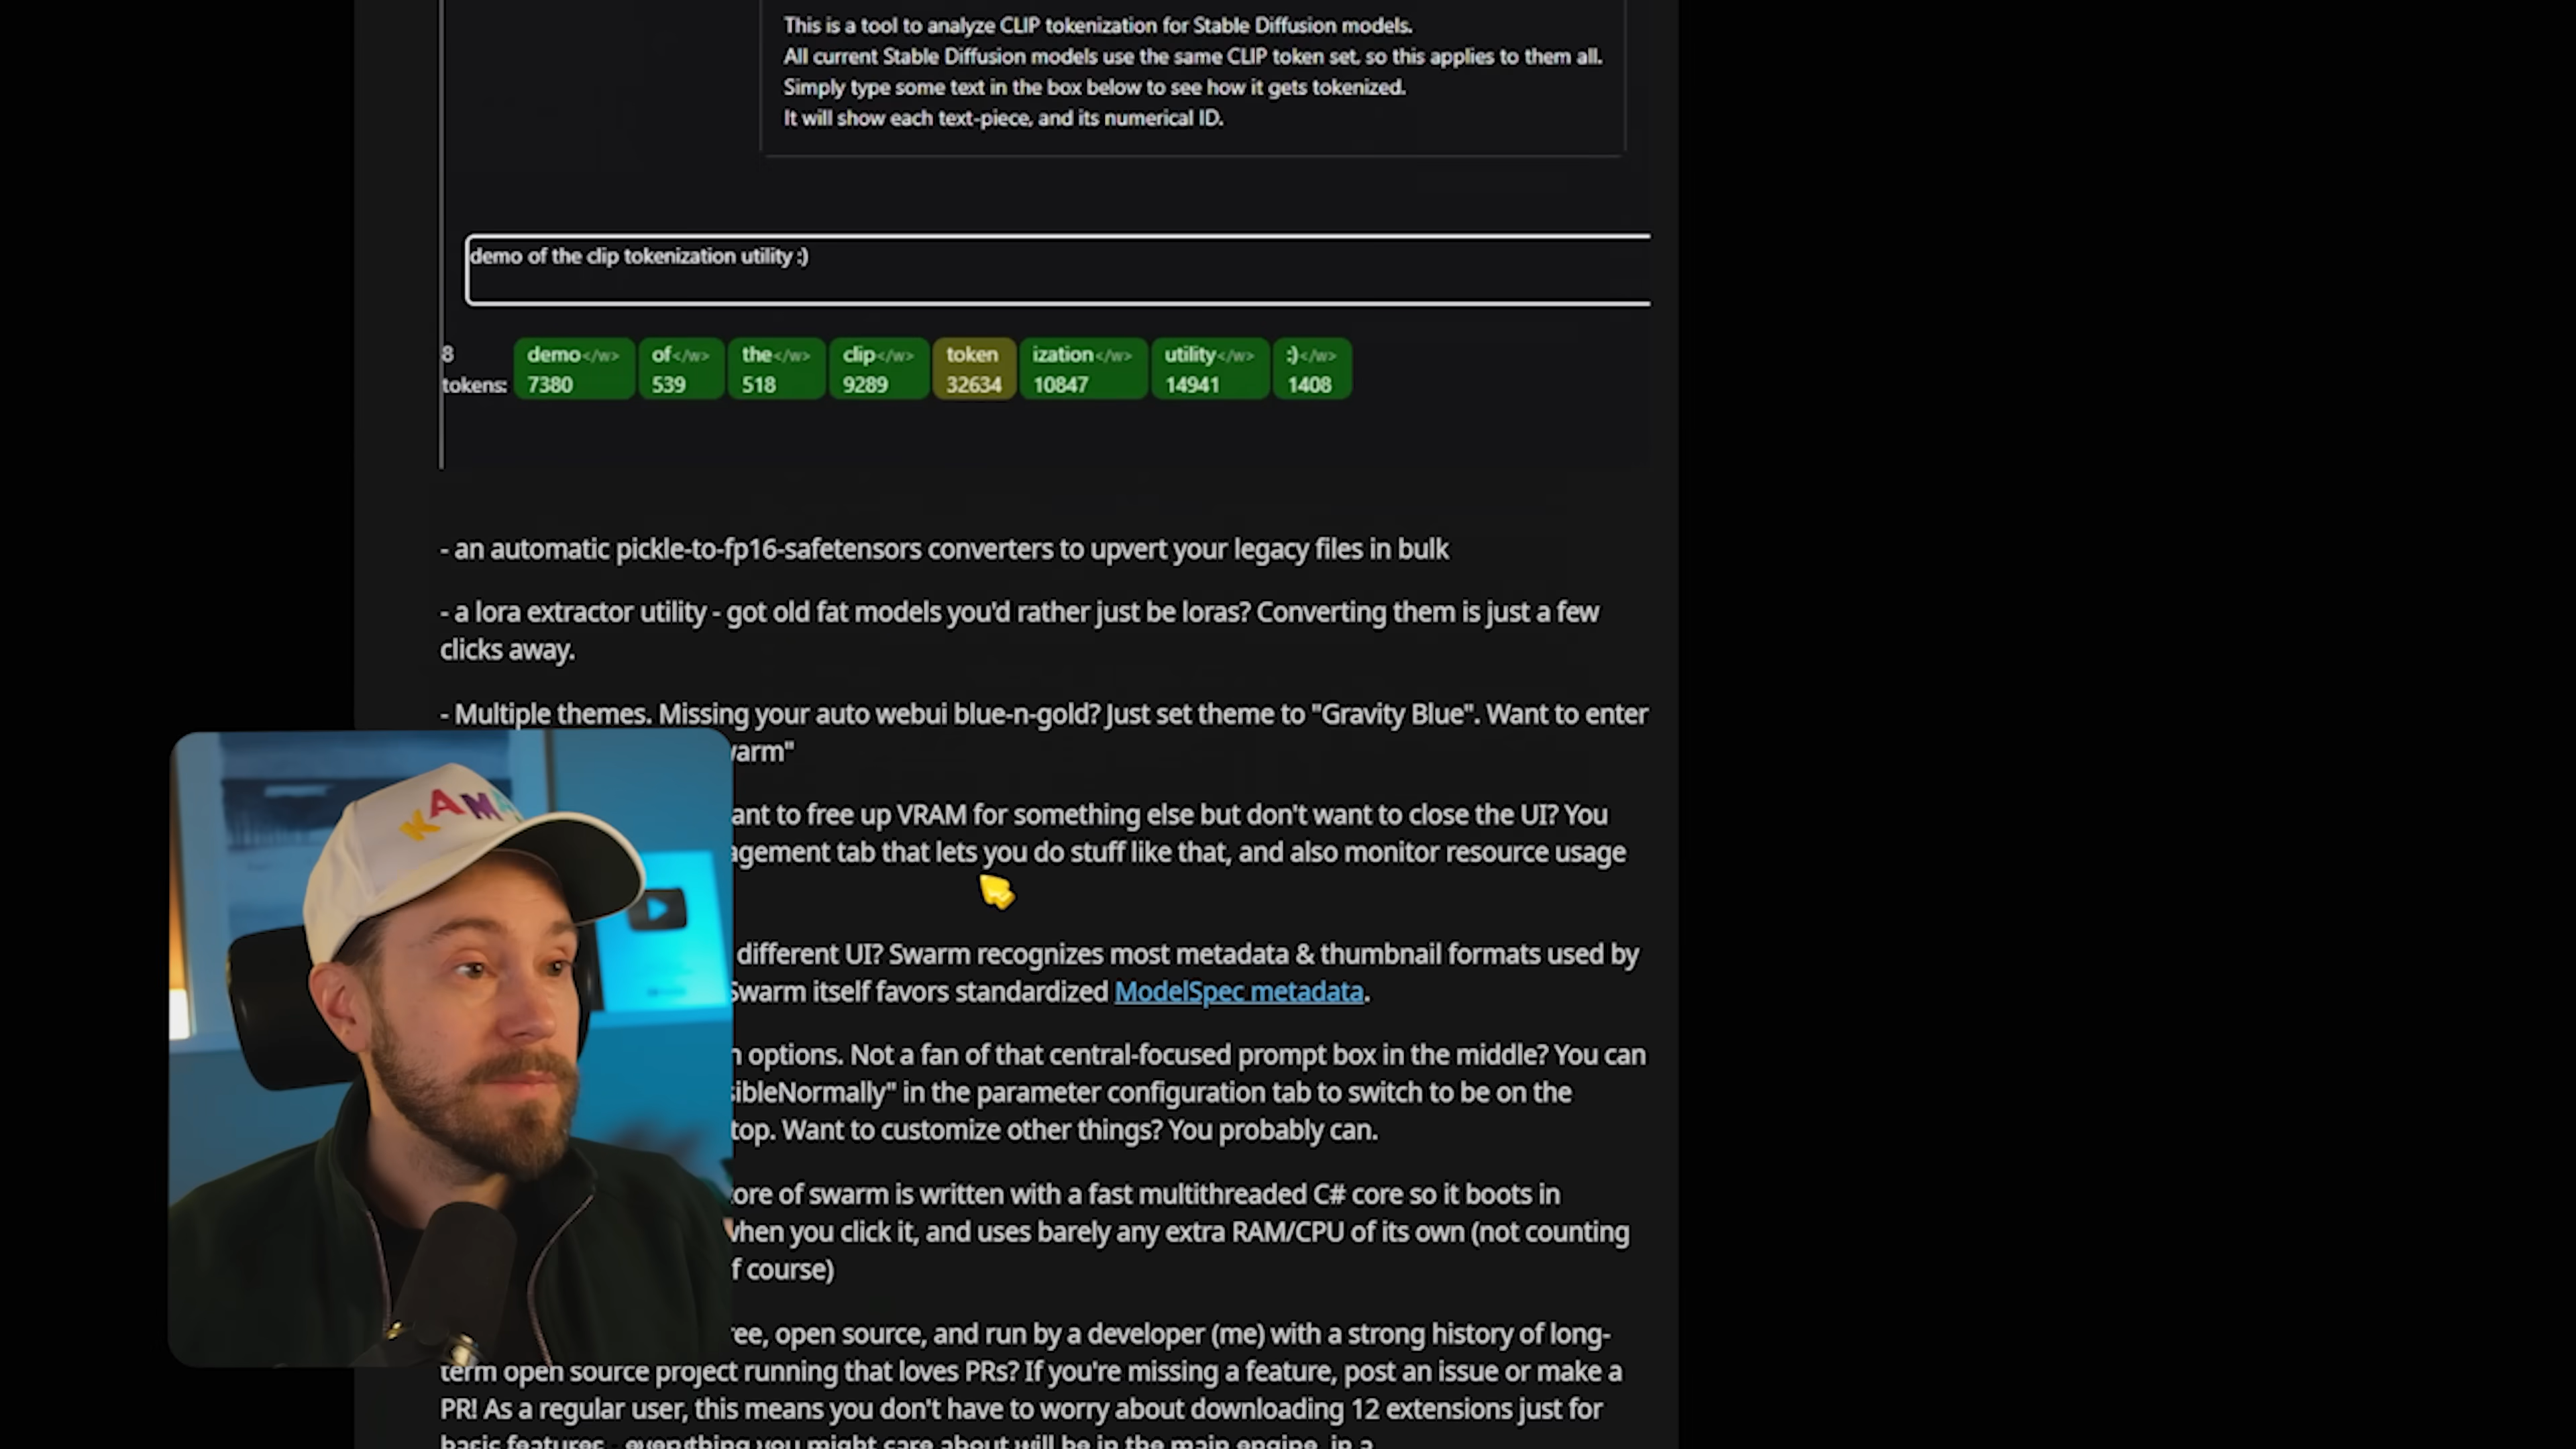 This is a tool to analyze CLIP tokenization for Stable Diffusion models.
All current Stable Diffusion models use the same CLIP token set, so this applies to them all.
Simply type some text in the box below to see how it gets tokenized.
It will show each text-piece, and its numerical ID.
demo of the clip tokenization utility :)
8 tokens:
demo</w> of</w> the</w> clip</w> token ization</w> utility</w> :)</w>
7380 539 518 9289 32634 10847 14941 1408
- an automatic pickle-to-fp16-safetensors converters to upvert your legacy files in bulk
- a lora extractor utility - got old fat models you'd rather just be loras? Converting them is just a few
clicks away.
- Multiple themes. Missing your auto webui blue-n-gold? Just set theme to "Gravity Blue". Want to enter
to free up VRAM for something else but don't want to close the UI? You
tab that lets you do stuff like that, and also monitor resource usage
different UI? Swarm recognizes most metadata & thumbnail formats used by
Swarm itself favors standardized ModelSpec metadata.
options. Not a fan of that central-focused prompt box in the middle? You can
in the parameter configuration tab to switch to be on the
top. Want to customize other things? You probably can.
of swarm is written with a fast multithreaded C# core so it boots in
when you click it, and uses barely any extra RAM/CPU of its own (not counting
course)
open source, and run by a developer (me) with a strong history of long-
term open source project running that loves PRs? If you're missing a feature, post an issue or make a
PR! As a regular user, this means you don't have to worry about downloading 12 extensions just for
basic features - everything you might care about will be in the main engine, in a
KAM